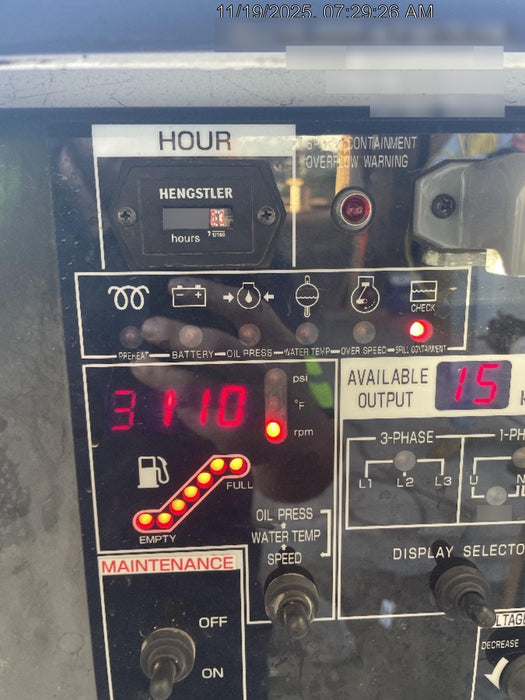 11/19/2025, 07:29:26 AM
HOUR
HENGSTLER
hours 1/100
CONTAINMENT
OVERFLOW WARNING
CHECK
PREHEAT BATTERY OIL PRESS WATER TEMP OVER SPEED SPILL CONTAINMENT
3110
psi
°F
rpm
AVAILABLE
OUTPUT
15
3-PHASE
L1 L2 L3
U
FULL
EMPTY
OIL PRESS
WATER TEMP
SPEED
DISPLAY
MAINTENANCE
OFF
ON
DECREASE